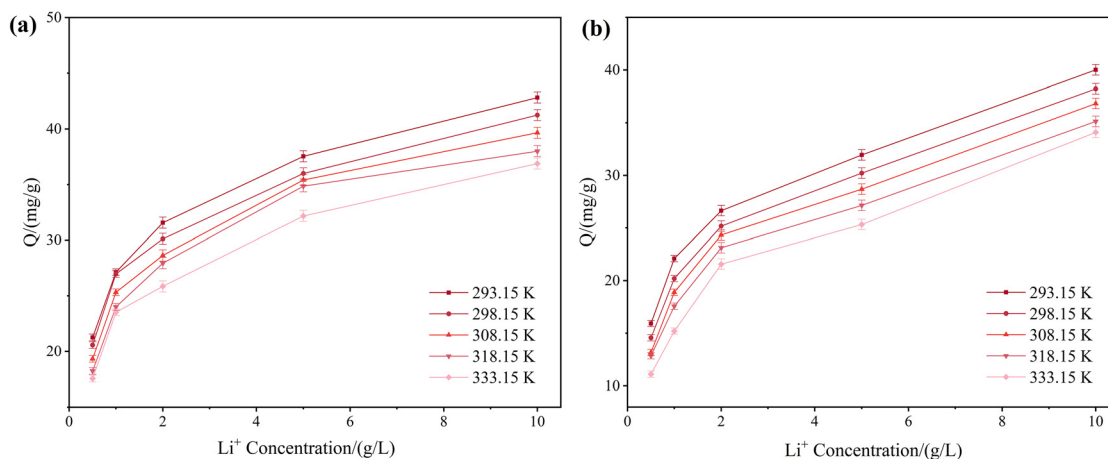 (a)
50
40
30
20
Q/(mg/g)
0
2
4
6
8
10
Li⁺ Concentration/(g/L)
293.15 K
298.15 K
308.15 K
318.15 K
333.15 K
(b)
40
30
20
10
Q/(mg/g)
0
2
4
6
8
10
Li⁺ Concentration/(g/L)
293.15 K
298.15 K
308.15 K
318.15 K
333.15 K